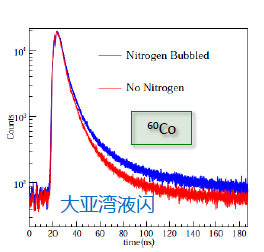 10⁴
Nitrogen Bubbled
No Nitrogen
10³
⁶⁰Co
Counts
10²
大亚湾液闪
0 20 40 60 80 100 120 140 160 180
time(ns)